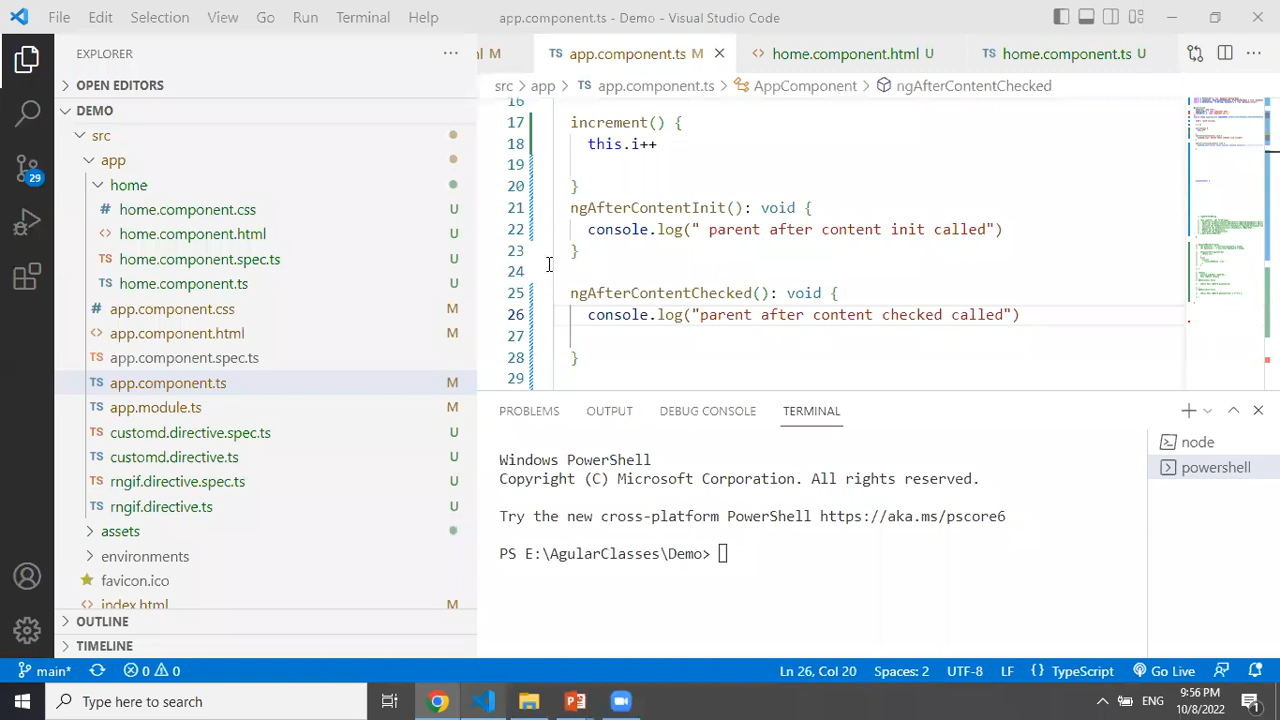 File Edit Selection View Go Run Terminal Help app.component.ts - Demo - Visual Studio Code
EXPLORER
OPEN EDITORS
DEMO
src
app
home
# home.component.css U
<> home.component.html U
TS home.component.spec.ts U
TS home.component.ts U
# app.component.css M
<> app.component.html M
TS app.component.spec.ts
TS app.component.ts M
TS app.module.ts M
TS customd.directive.spec.ts U
TS customd.directive.ts U
TS rngif.directive.spec.ts U
TS rngif.directive.ts U
assets
environments
favicon.ico
<> index.html M
OUTLINE
TIMELINE
29
M TS app.component.ts M <> home.component.html U TS home.component.ts U
src > app > TS app.component.ts > AppComponent > ngAfterContentChecked
16
17 increment() {
18 this.i++
19
20 }
21 ngAfterContentInit(): void {
22 console.log(" parent after content init called")
23 }
24
25 ngAfterContentChecked(): void {
26 console.log("parent after content checked called")
27
28 }
29
PROBLEMS OUTPUT DEBUG CONSOLE TERMINAL
Windows PowerShell
Copyright (C) Microsoft Corporation. All rights reserved.
Try the new cross-platform PowerShell https://aka.ms/pscore6
PS E:\AgularClasses\Demo>
node
powershell
main* 0 0 Ln 26, Col 20 Spaces: 2 UTF-8 LF {} TypeScript Go Live
Type here to search
ENG
9:56 PM
10/8/2022
1